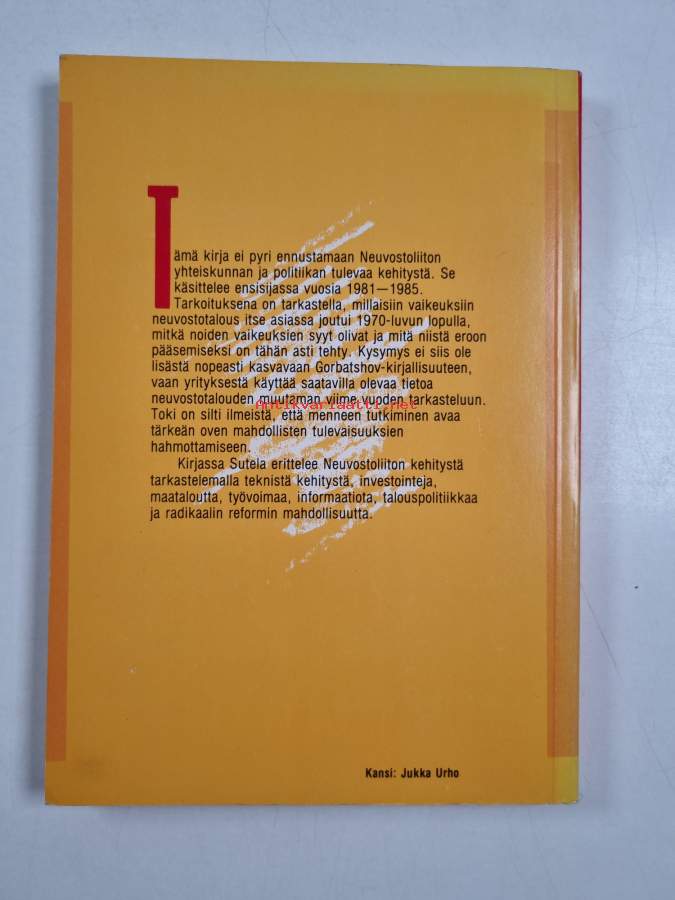 Tämä kirja ei pyri ennustamaan Neuvostoliiton
yhteiskunnan ja politiikan tulevaa kehitystä. Se
käsittelee ensisijassa vuosia 1981—1985.
Tarkoituksena on tarkastella, millaisiin vaikeuksiin
neuvostotalous itse asiassa joutui 1970-luvun lopulla,
mitkä noiden vaikeuksien syyt olivat ja mitä niistä eroon
pääsemiseksi on tähän asti tehty. Kysymys ei siis ole
lisästä nopeasti kasvavaan Gorbatshov-kirjallisuuteen,
vaan yrityksestä käyttää saatavilla olevaa tietoa
neuvostotalouden muutaman viime vuoden tarkasteluun.
Antikvariaatti.net
Toki on silti ilmeistä, että menneen tutkiminen avaa
tärkeän oven mahdollisten tulevaisuuksien
hahmottamiseen.
Kirjassa Sutela erittelee Neuvostoliiton kehitystä
tarkastelemalla teknistä kehitystä, investointeja,
maataloutta, työvoimaa, informaatiota, talouspolitiikkaa
ja radikaalin reformin mahdollisuutta.
Kansi: Jukka Urho